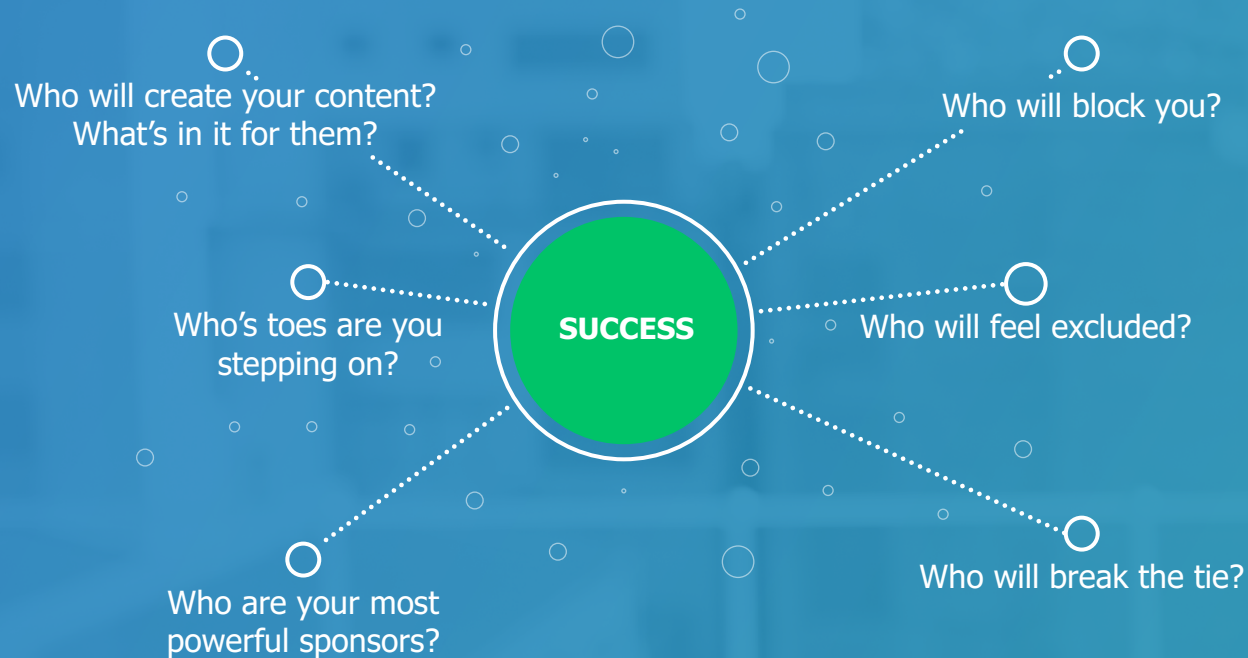 Who will create your content?
What’s in it for them?
Who’s toes are you
stepping on?
Who are your most
powerful sponsors?
SUCCESS
Who will block you?
Who will feel excluded?
Who will break the tie?